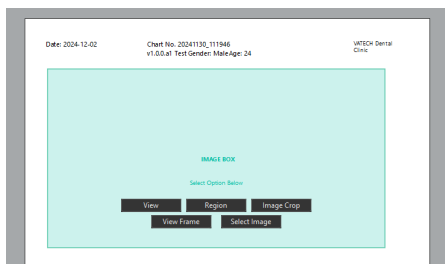 Date: 2024-12-02
Chart No. 20241130_111946
v1.0.0.a1 Test Gender: MaleAge: 24
VATECH Dental
Clinic
IMAGE BOX
Select Option Below
View
Region
Image Crop
View Frame
Select Image